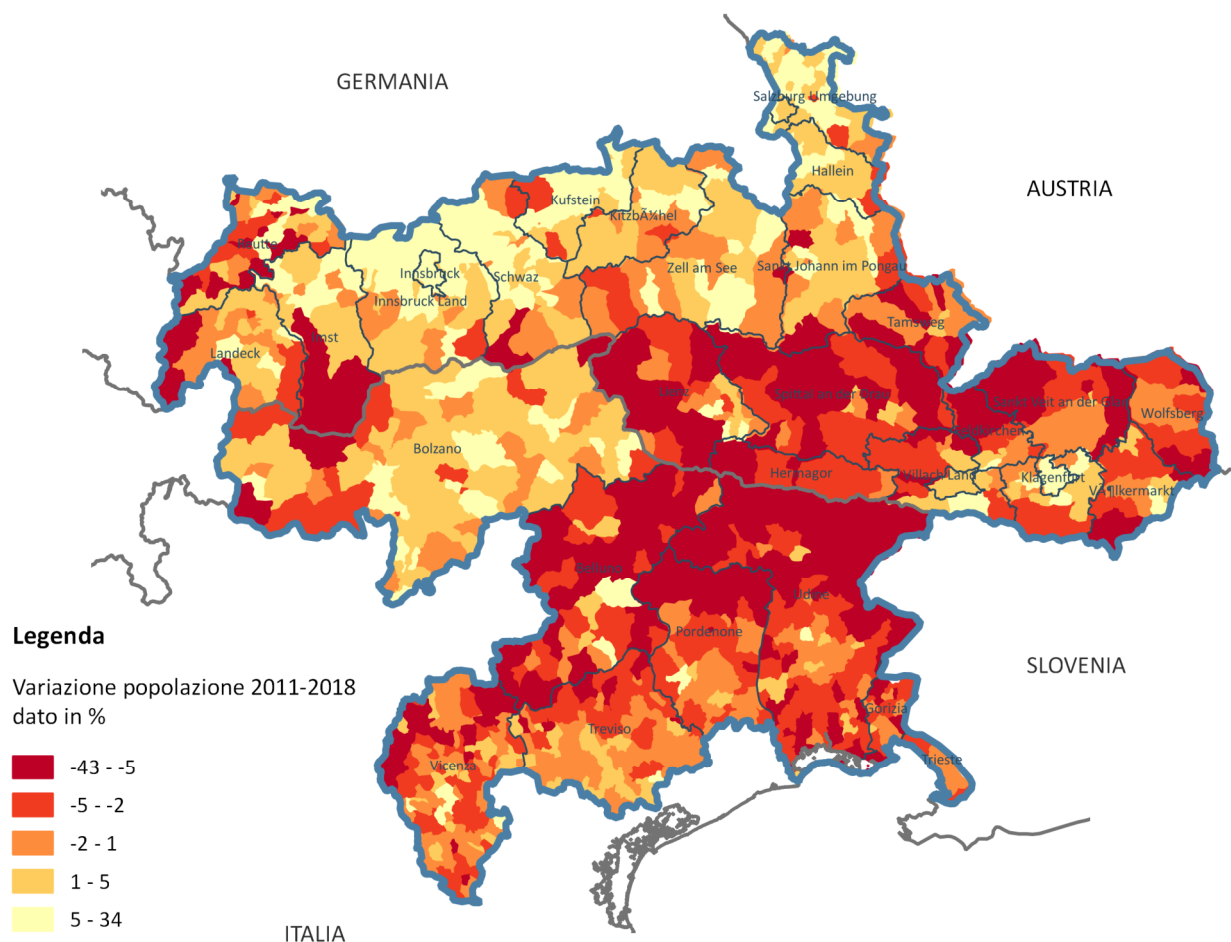 GERMANIA
Salzburg Umgebung
AUSTRIA
Hallein
Kufstein
KitzbÃ¼hel
Reutte
Innsbruck
Schwaz
Zell am See
Sankt Johann im Pongau
Innsbruck Land
Imst
Tamsweg
Landeck
Lienz
Spittal an der Drau
Sankt Veit an der Glan
Wolfsberg
Feldkirchen
Bolzano
Hermagor
Villach Land
Klagenfurt
VÃ¶lkermarkt
Belluno
Udine
Pordenone
Legenda
SLOVENIA
Variazione popolazione 2011-2018
dato in %
Gorizia
Treviso
Trieste
Vicenza
-43 - -5
-5 - -2
-2 - 1
1 - 5
5 - 34
ITALIA